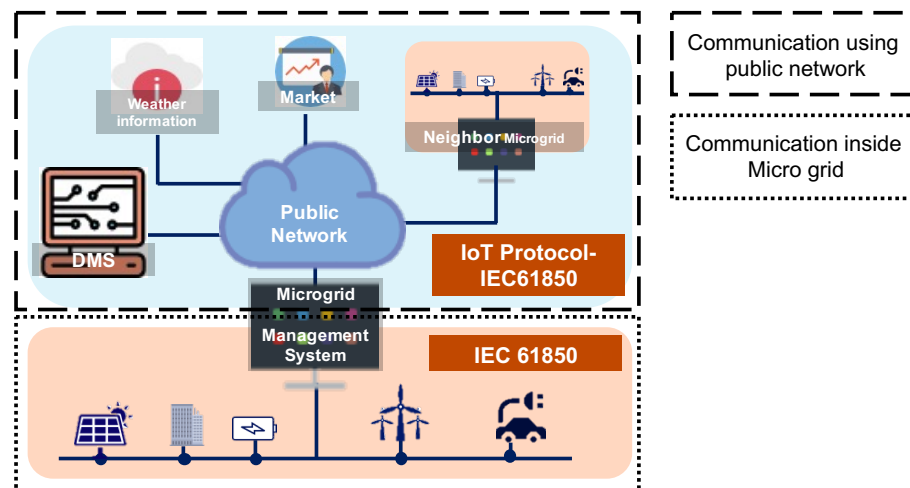 Weather
information
Market
Neighbor Microgrid
Public
Network
DMS
IoT Protocol-
IEC61850
Microgrid
Management
System
IEC 61850
Communication using
public network
Communication inside
Micro grid